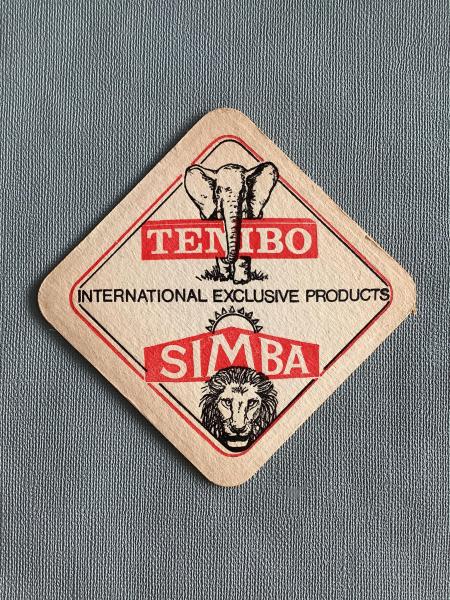 TEMBO
INTERNATIONAL EXCLUSIVE PRODUCTS
SIMBA